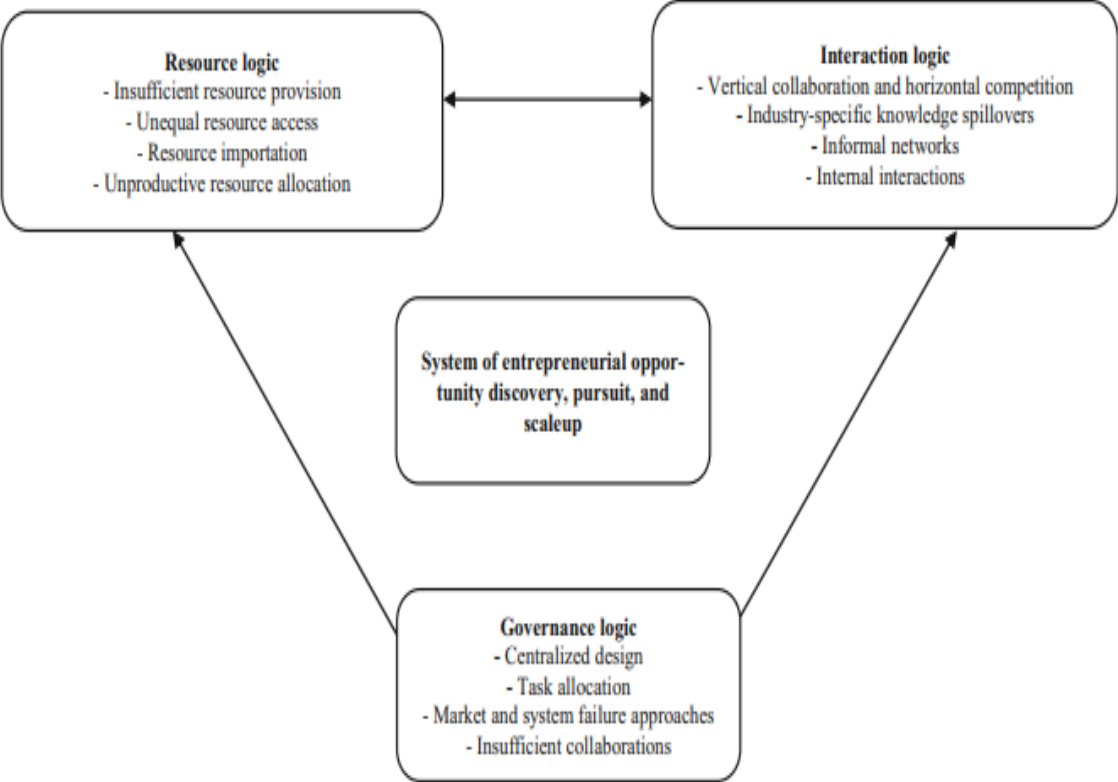 Resource logic
- Insufficient resource provision
- Unequal resource access
- Resource importation
- Unproductive resource allocation
Interaction logic
- Vertical collaboration and horizontal competition
- Industry-specific knowledge spillovers
- Informal networks
- Internal interactions
System of entrepreneurial oppor-
tunity discovery, pursuit, and
scaleup
Governance logic
- Centralized design
- Task allocation
- Market and system failure approaches
- Insufficient collaborations